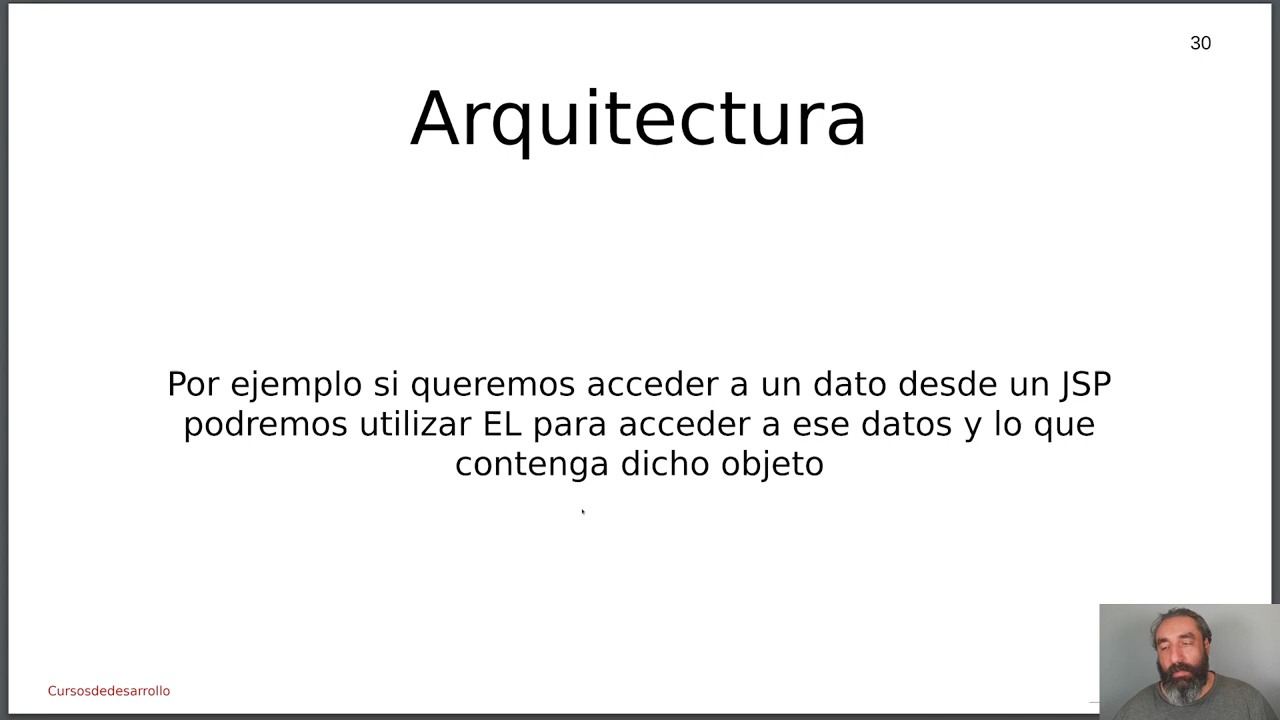 30
Arquitectura
Por ejemplo si queremos acceder a un dato desde un JSP
podremos utilizar EL para acceder a ese datos y lo que
contenga dicho objeto
Cursosdedesarrollo